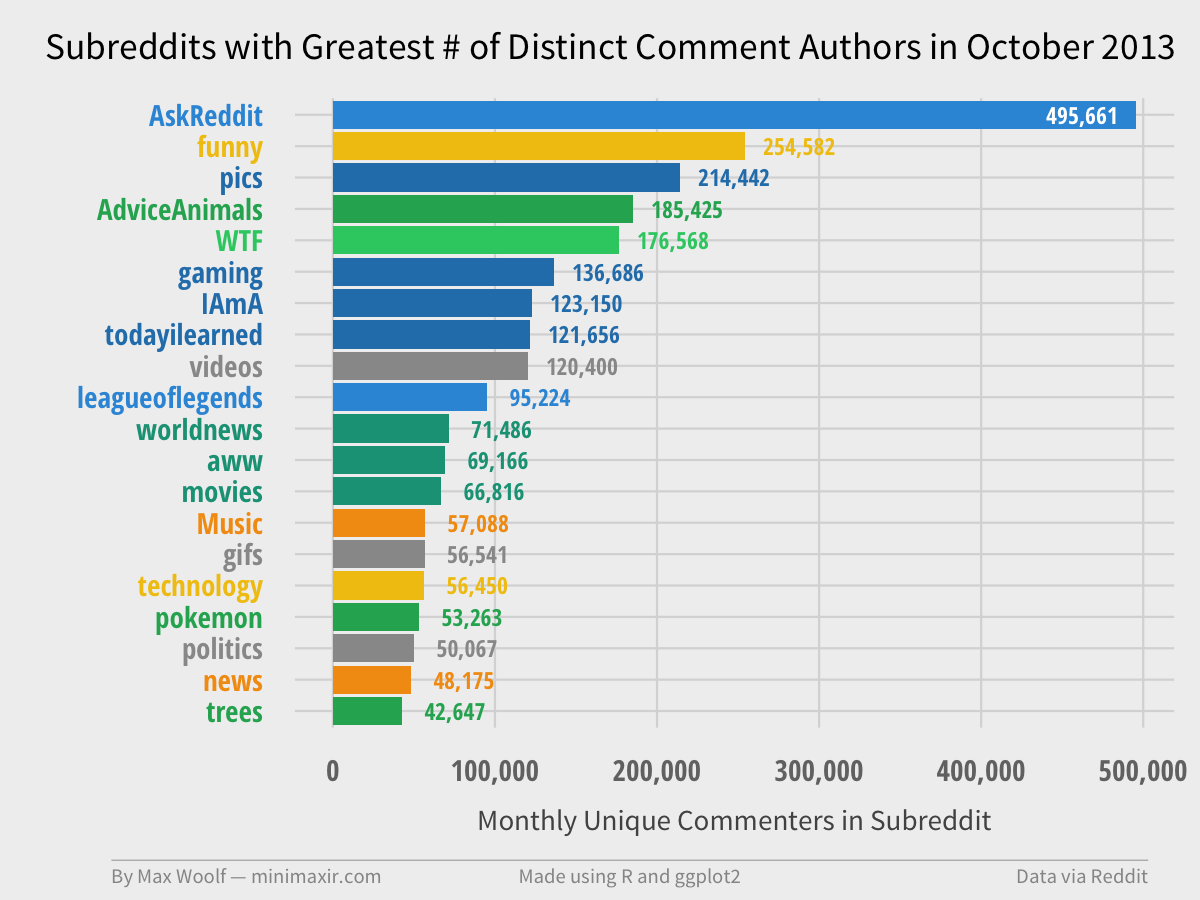 Subreddits with Greatest # of Distinct Comment Authors in October 2013
AskReddit 495,661
funny 254,582
pics 214,442
AdviceAnimals 185,425
WTF 176,568
gaming 136,686
IAmA 123,150
todayilearned 121,656
videos 120,400
leagueoflegends 95,224
worldnews 71,486
aww 69,166
movies 66,816
Music 57,088
gifs 56,541
technology 56,450
pokemon 53,263
politics 50,067
news 48,175
trees 42,647
0 100,000 200,000 300,000 400,000 500,000
Monthly Unique Commenters in Subreddit
By Max Woolf — minimaxir.com Made using R and ggplot2 Data via Reddit